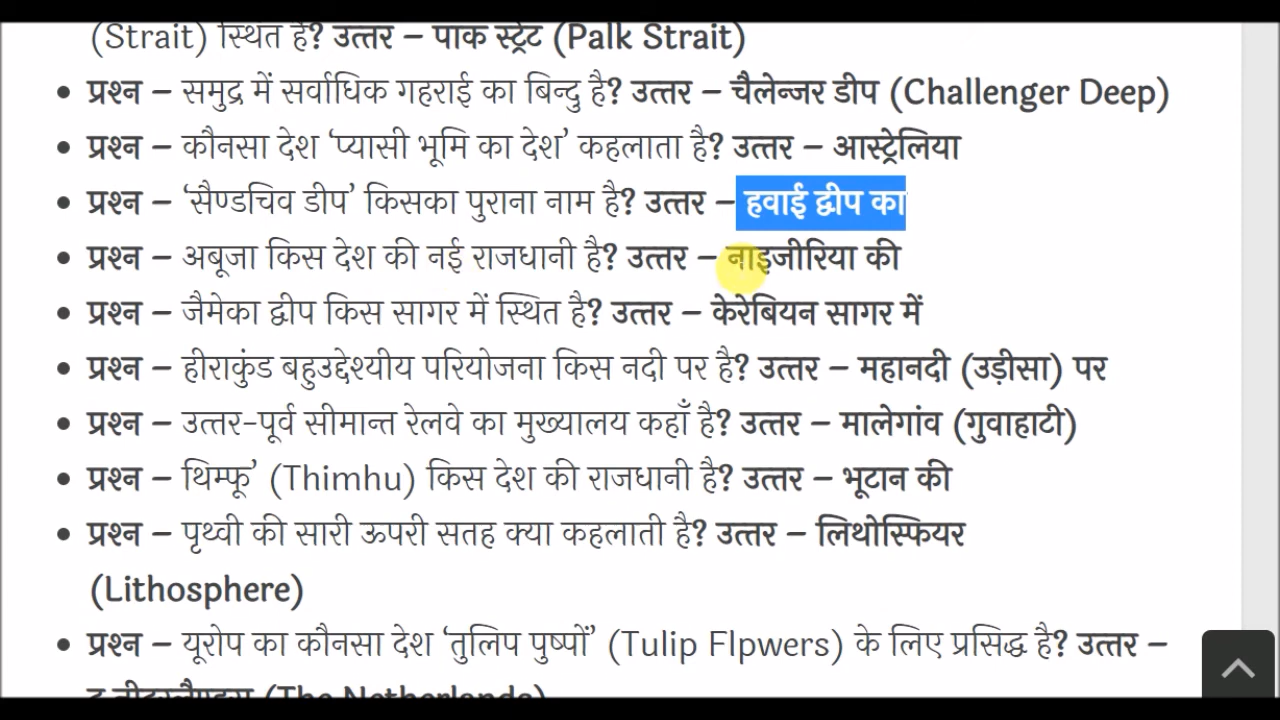 (Strait) स्थित है? उत्तर – पाक स्ट्रेट (Palk Strait)
प्रश्न – समुद्र में सर्वाधिक गहराई का बिन्दु है? उत्तर – चैलेन्जर डीप (Challenger Deep)
प्रश्न – कौनसा देश ‘प्यासी भूमि का देश’ कहलाता है? उत्तर – आस्ट्रेलिया
प्रश्न – ‘सैण्डचिव डीप’ किसका पुराना नाम है? उत्तर – हवाई द्वीप का
प्रश्न – अबूजा किस देश की नई राजधानी है? उत्तर – नाइजीरिया की
प्रश्न – जैमेका द्वीप किस सागर में स्थित है? उत्तर – केरेबियन सागर में
प्रश्न – हीराकुंड बहुउद्देश्यीय परियोजना किस नदी पर है? उत्तर – महानदी (उड़ीसा) पर
प्रश्न – उत्तर-पूर्व सीमान्त रेलवे का मुख्यालय कहाँ है? उत्तर – मालेगांव (गुवाहाटी)
प्रश्न – थिम्फू’ (Thimhu) किस देश की राजधानी है? उत्तर – भूटान की
प्रश्न – पृथ्वी की सारी ऊपरी सतह क्या कहलाती है? उत्तर – लिथोस्फियर
(Lithosphere)
प्रश्न – यूरोप का कौनसा देश ‘तुलिप पुष्पों’ (Tulip Flpwers) के लिए प्रसिद्ध है? उत्तर –
द नीदरलैण्ड्स (The Netherlands)